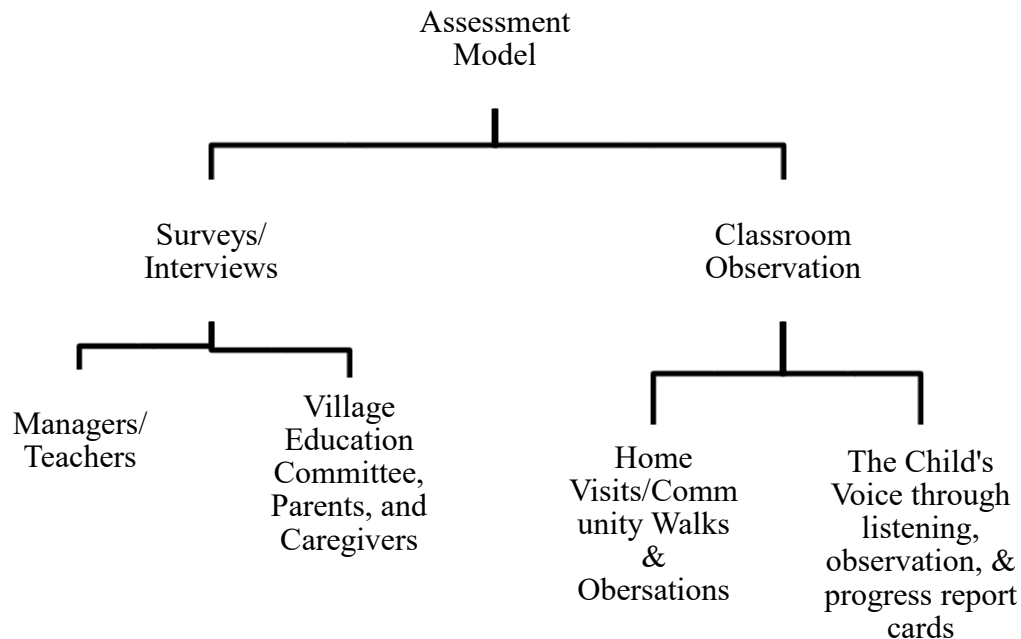 Assessment
Model
Surveys/
Interviews
Classroom
Observation
Managers/
Teachers
Village
Education
Committee,
Parents, and
Caregivers
Home
Visits/Comm
unity Walks
&
Obersations
The Child's
Voice through
listening,
observation, &
progress report
cards